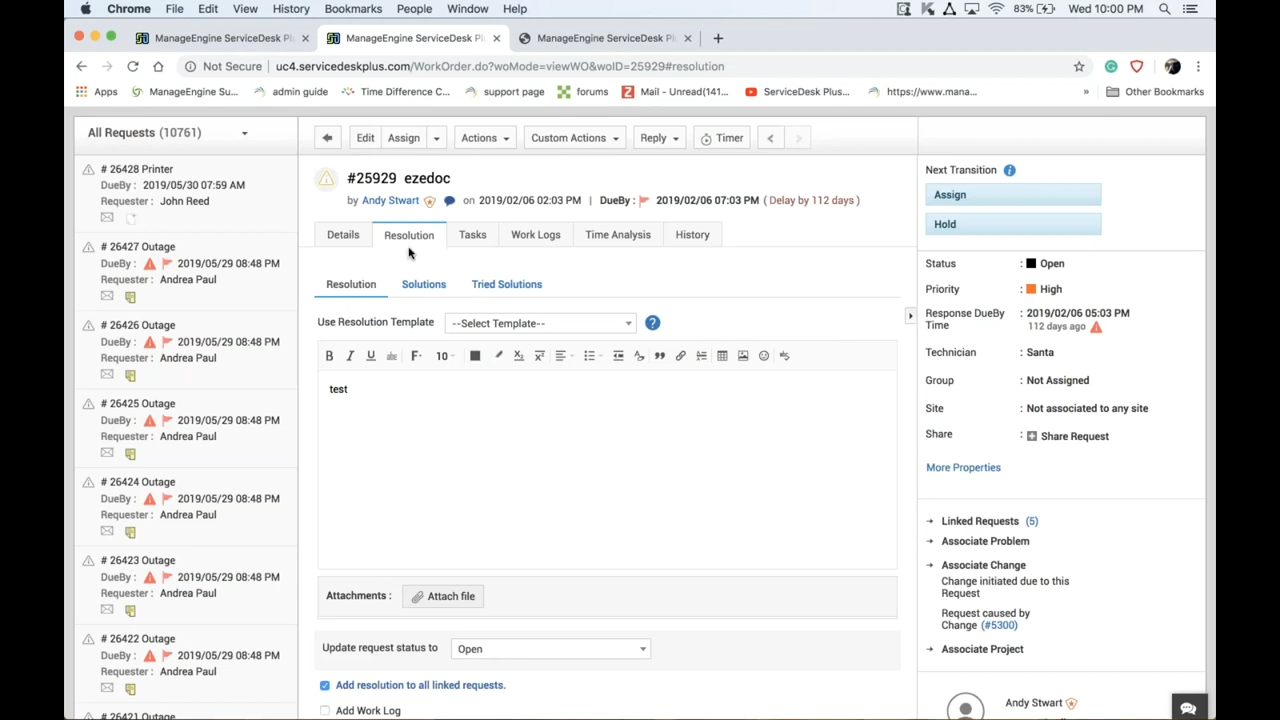 Chrome File Edit View History Bookmarks People Window Help 83% Wed 10:00 PM
ManageEngine ServiceDesk Plu ManageEngine ServiceDesk Plu ManageEngine ServiceDesk Plu
Not Secure uc4.servicedeskplus.com/WorkOrder.do?woMode=viewWO&woID=25929#resolution
Apps ManageEngine Su... admin guide Time Difference C... support page forums Mail - Unread(141... ServiceDesk Plus... https://www.mana... » Other Bookmarks
All Requests (10761)
Edit Assign Actions Custom Actions Reply Timer
# 26428 Printer
DueBy : 2019/05/30 07:59 AM
Requester : John Reed
# 26427 Outage
DueBy : 2019/05/29 08:48 PM
Requester : Andrea Paul
# 26426 Outage
DueBy : 2019/05/29 08:48 PM
Requester : Andrea Paul
# 26425 Outage
DueBy : 2019/05/29 08:48 PM
Requester : Andrea Paul
# 26424 Outage
DueBy : 2019/05/29 08:48 PM
Requester : Andrea Paul
# 26423 Outage
DueBy : 2019/05/29 08:48 PM
Requester : Andrea Paul
# 26422 Outage
DueBy : 2019/05/29 08:48 PM
Requester : Andrea Paul
# 26421 Outage
#25929 ezedoc
by Andy Stwart on 2019/02/06 02:03 PM | DueBy : 2019/02/06 07:03 PM ( Delay by 112 days )
Details Resolution Tasks Work Logs Time Analysis History
Resolution Solutions Tried Solutions
Use Resolution Template --Select Template--
B I U abc F 10
test
Attachments : Attach file
Update request status to Open
Add resolution to all linked requests.
Add Work Log
Next Transition
Assign
Hold
Status : Open
Priority : High
Response DueBy Time : 2019/02/06 05:03 PM
112 days ago
Technician : Santa
Group : Not Assigned
Site : Not associated to any site
Share : Share Request
More Properties
Linked Requests (5)
Associate Problem
Associate Change
Change initiated due to this
Request
Request caused by
Change (#5300)
Associate Project
Andy Stwart